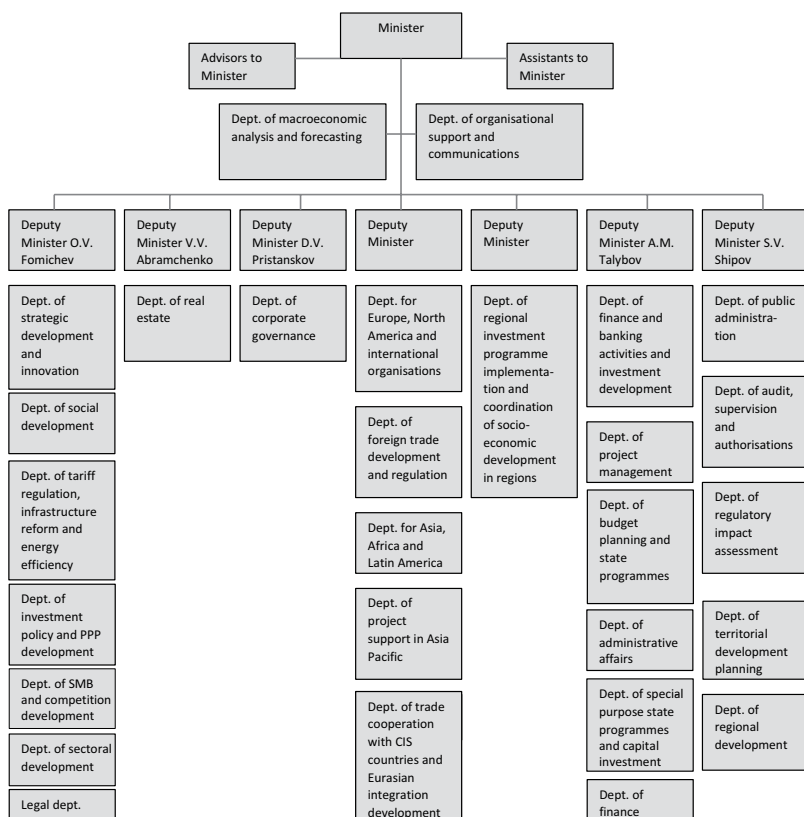 Minister
Advisors to
Minister
Assistants to
Minister
Dept. of macroeconomic
analysis and forecasting
Dept. of organisational
support and
communications
Deputy
Minister O.V.
Fomichev
Deputy
Minister V.V.
Abramchenko
Deputy
Minister D.V.
Pristanskov
Deputy
Minister
Deputy
Minister
Deputy
Minister A.M.
Talybov
Deputy
Minister S.V.
Shipov
Dept. of
strategic
development
and
innovation
Dept. of social
development
Dept. of tariff
regulation,
infrastructure
reform and
energy
efficiency
Dept. of
investment
policy and PPP
development
Dept. of SMB
and competition
development
Dept. of sectoral
development
Legal dept.
Dept. of real
estate
Dept. of
corporate
governance
Dept. for
Europe, North
America and
international
organisations
Dept. of
foreign trade
development
and regulation
Dept. for Asia,
Africa and
Latin America
Dept. of
project
support in Asia
Pacific
Dept. of trade
cooperation
with CIS
countries and
Eurasian
integration
development
Dept. of
regional
investment
programme
implementa-
tion and
coordination
of socio-
economic
development
in regions
Dept. of
finance and
banking
activities and
investment
development
Dept. of
project
management
Dept. of
budget
planning and
state
programmes
Dept. of
administrative
affairs
Dept. of special
purpose state
programmes
and capital
investment
Dept. of
finance
Dept. of public
administra-
tion
Dept. of audit,
supervision
and
authorisations
Dept. of
regulatory
impact
assessment
Dept. of
territorial
development
planning
Dept. of
regional
development